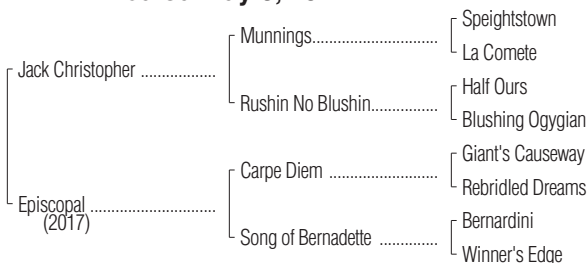 Speightstown
Munnings..............................
La Comete
Jack Christopher ..................
Half Ours
Rushin No Blushin................
Blushing Ogygian
Giant's Causeway
Carpe Diem ..........................
Rebridled Dreams
Episcopal ..............................
(2017)
Bernardini
Song of Bernadette ..............
Winner's Edge